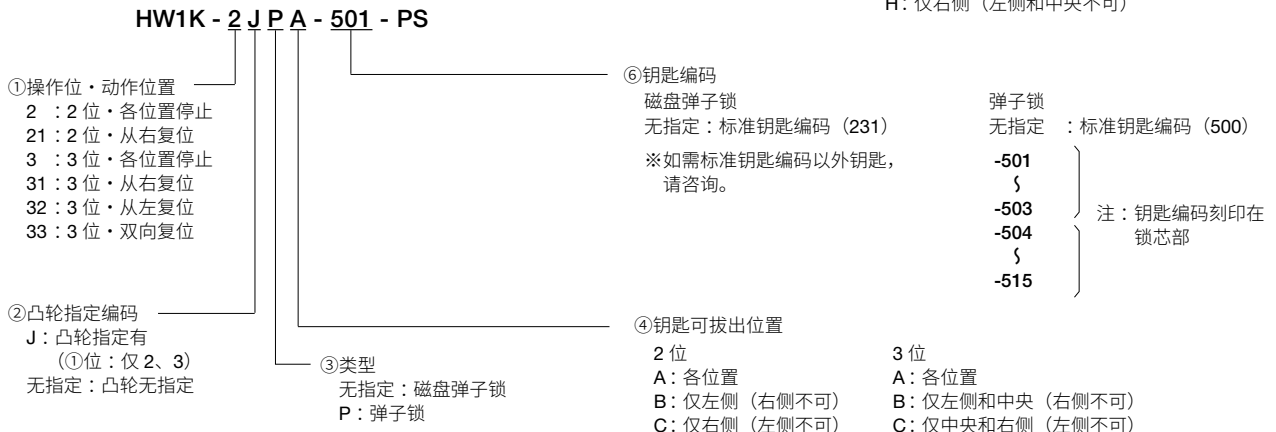 H：仅右侧（左侧和中央不可）
HW1K - 2 J P A - 501 - PS
①操作位・动作位置
2 ：2 位・各位置停止
21：2 位・从右复位
3 ：3 位・各位置停止
31：3 位・从右复位
32：3 位・从左复位
33：3 位・双向复位
②凸轮指定编码
J：凸轮指定有
（①位：仅 2、3）
无指定：凸轮无指定
③类型
无指定：磁盘弹子锁
P：弹子锁
⑥钥匙编码
磁盘弹子锁
无指定：标准钥匙编码（231）
※如需标准钥匙编码以外钥匙，
请咨询。
弹子锁
无指定 ：标准钥匙编码（500）
-501
∽
-503
-504
∽
-515
注：钥匙编码刻印在
锁芯部
④钥匙可拔出位置
2 位
A：各位置
B：仅左侧（右侧不可）
C：仅右侧（左侧不可）
3 位
A：各位置
B：仅左侧和中央（右侧不可）
C：仅中央和右侧（左侧不可）